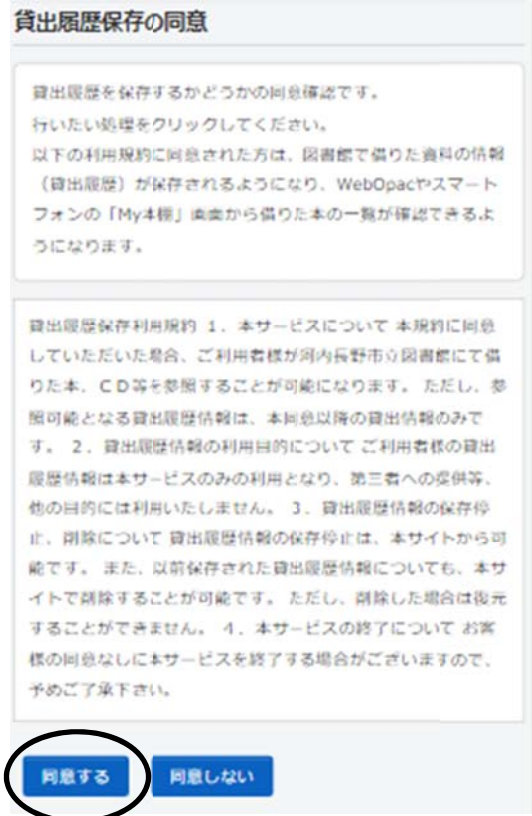 貸出履歴保存の同意
貸出履歴を保存するかどうかの同意確認です。
行いたい処理をクリックしてください。
以下の利用規約に同意された方は、図書館で借りた資料の情報
（貸出履歴）が保存されるようになり、WebOpacやスマート
フォンの「My本棚」画面から借りた本の一覧が確認できるよ
うになります。
貸出履歴保存利用規約 １．本サービスについて 本規約に同意
していただいた場合、ご利用者様が河内長野市立図書館にて借
りた本、ＣＤ等を参照することが可能になります。 ただし、参
照可能となる貸出履歴情報は、本同意以降の貸出情報のみで
す。 ２．貸出履歴情報の利用目的について ご利用者様の貸出
履歴情報は本サービスのみの利用となり、第三者への提供等、
他の目的には利用いたしません。 ３．貸出履歴情報の保存停
止、削除について 貸出履歴情報の保存停止は、本サイトから可
能です。 また、以前保存された貸出履歴情報についても、本サ
イトで削除することが可能です。 ただし、削除した場合は復元
することができません。 ４．本サービスの終了について お客
様の同意なしに本サービスを終了する場合がございますので、
予めご了承下さい。
同意する 同意しない